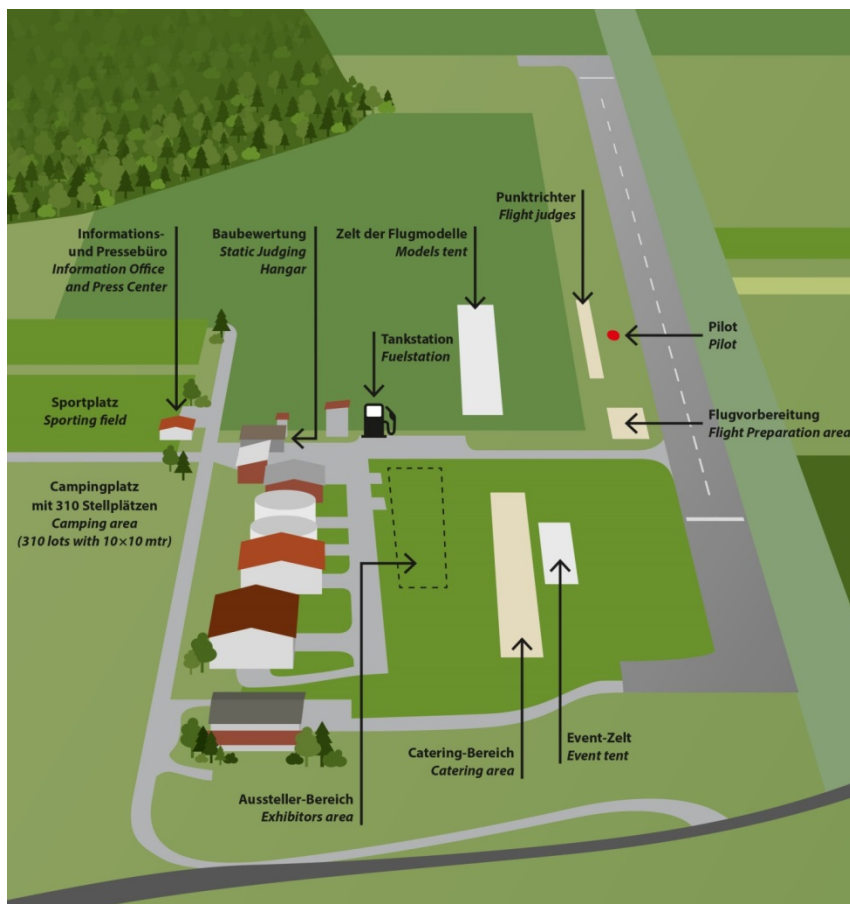 Punktrichter
Flight judges
Informations-
und Pressebüro
Information Office
and Press Center
Baubewertung
Static Judging
Hangar
Zelt der Flugmodelle
Models tent
Tankstation
Fuelstation
Pilot
Pilot
Sportplatz
Sporting field
Flugvorbereitung
Flight Preparation area
Campingplatz
mit 310 Stellplätzen
Camping area
(310 lots with 10×10 mtr)
Event-Zelt
Event tent
Catering-Bereich
Catering area
Aussteller-Bereich
Exhibitors area